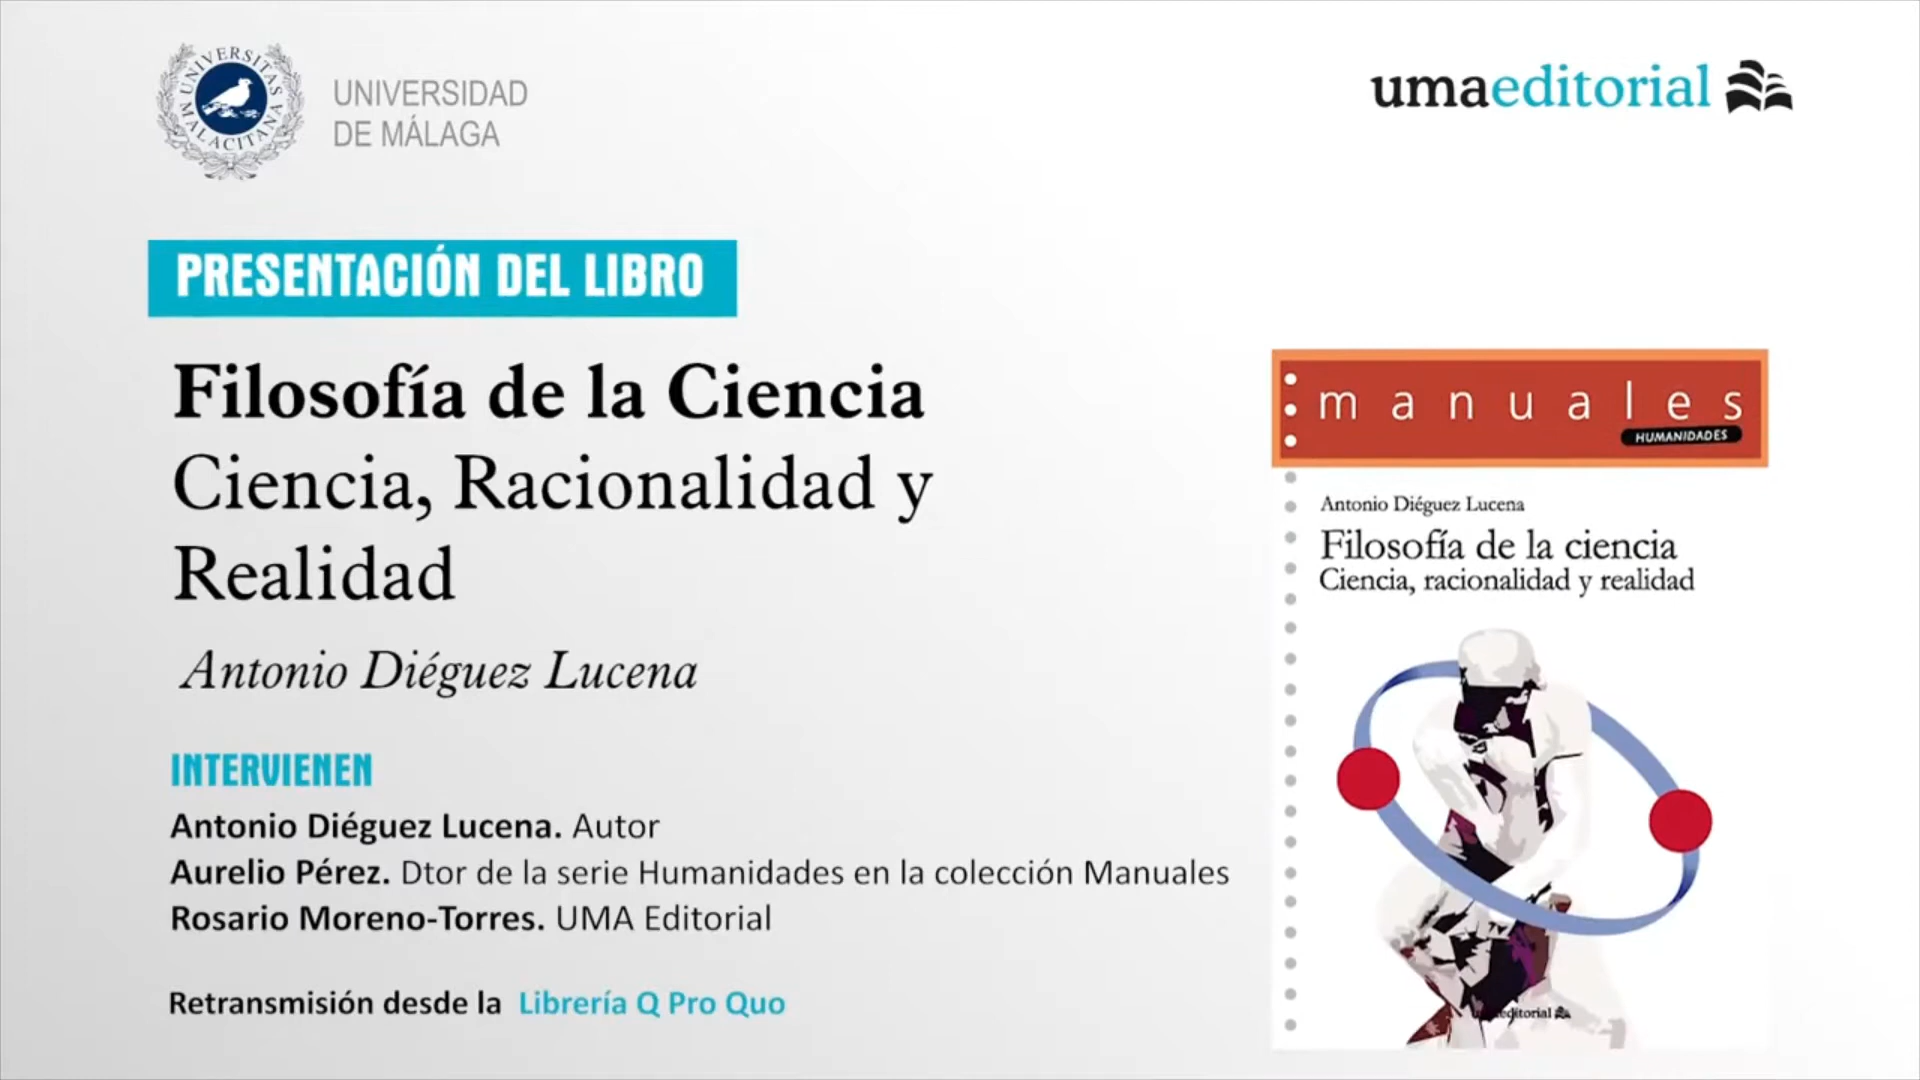 UNIVERSITAS MALACITANA
UNIVERSIDAD
DE MÁLAGA
umaeditorial
PRESENTACIÓN DEL LIBRO
Filosofía de la Ciencia
Ciencia, Racionalidad y
Realidad
Antonio Diéguez Lucena
INTERVIENEN
Antonio Diéguez Lucena. Autor
Aurelio Pérez. Dtor de la serie Humanidades en la colección Manuales
Rosario Moreno-Torres. UMA Editorial
Retransmisión desde la Librería Q Pro Quo
manuales
HUMANIDADES
Antonio Diéguez Lucena
Filosofía de la ciencia
Ciencia, racionalidad y realidad
umaeditorial